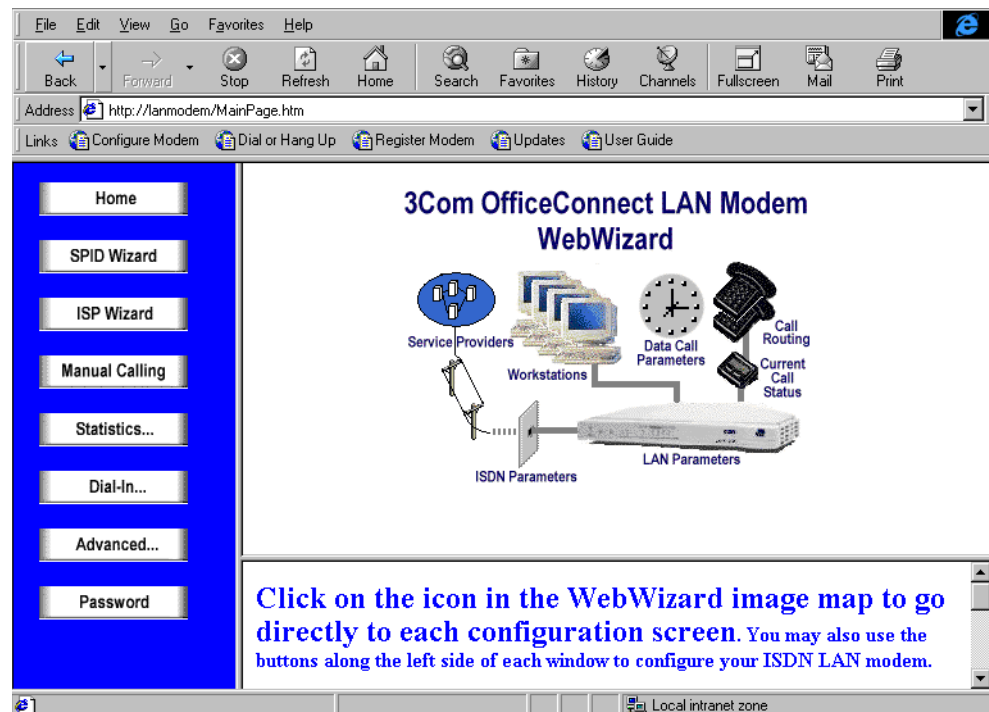 File Edit View Go Favorites Help
Back Forward Stop Refresh Home Search Favorites History Channels Fullscreen Mail Print
Address http://lanmodem/MainPage.htm
Links Configure Modem Dial or Hang Up Register Modem Updates User Guide
Home
SPID Wizard
ISP Wizard
Manual Calling
Statistics...
Dial-In...
Advanced...
Password
3Com OfficeConnect LAN Modem
WebWizard
Service Providers
Workstations
Data Call
Parameters
Call
Routing
Current
Call
Status
ISDN Parameters
LAN Parameters
Click on the icon in the WebWizard image map to go
directly to each configuration screen. You may also use the
buttons along the left side of each window to configure your ISDN LAN modem.
Local intranet zone